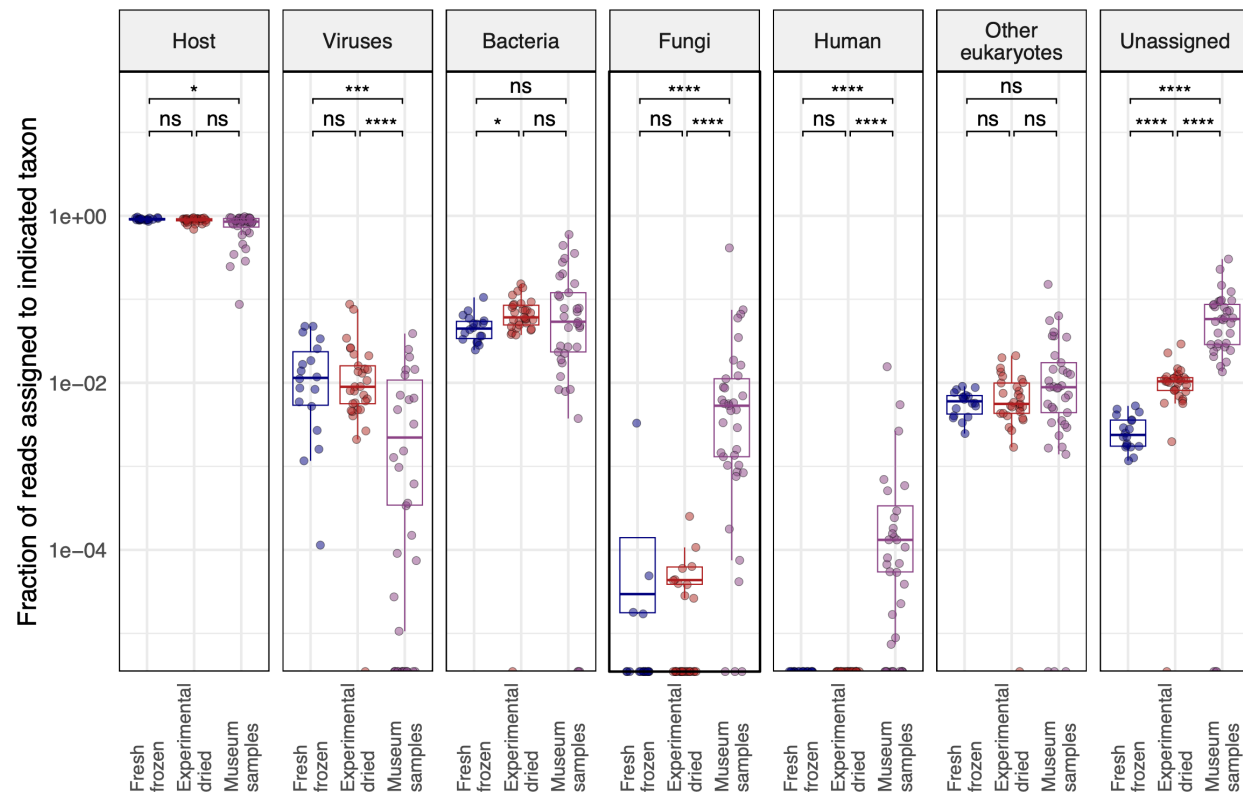 Fraction of reads assigned to indicated taxon
1e+00
1e-02
1e-04
Host
*
ns
ns
Fresh
frozen
Experimental
dried
Museum
samples
Viruses
***
ns
****
Fresh
frozen
Experimental
dried
Museum
samples
Bacteria
ns
*
ns
Fresh
frozen
Experimental
dried
Museum
samples
Fungi
****
ns
****
Fresh
frozen
Experimental
dried
Museum
samples
Human
****
ns
****
Fresh
frozen
Experimental
dried
Museum
samples
Other
eukaryotes
ns
ns
ns
Fresh
frozen
Experimental
dried
Museum
samples
Unassigned
****
****
****
Fresh
frozen
Experimental
dried
Museum
samples